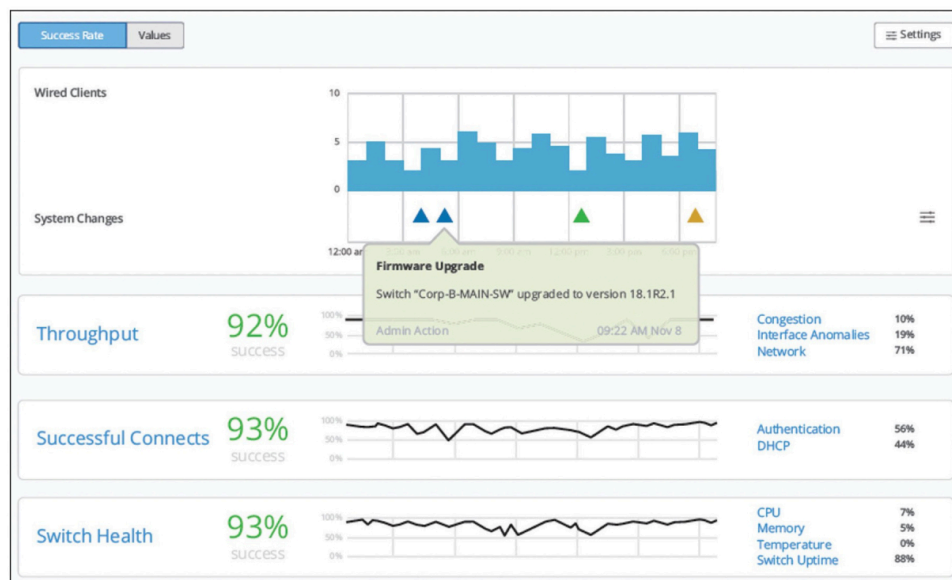 Success Rate
Values
Settings
Wired Clients
10
5
0
System Changes
12:00 am
Firmware Upgrade
Switch “Corp-B-MAIN-SW” upgraded to version 18.1R2.1
Admin Action 09:22 AM Nov 8
Throughput
92%
success
100%
50%
0%
Congestion 10%
Interface Anomalies 19%
Network 71%
Successful Connects
93%
success
100%
50%
0%
Authentication 56%
DHCP 44%
Switch Health
93%
success
100%
50%
0%
CPU 7%
Memory 5%
Temperature 0%
Switch Uptime 88%